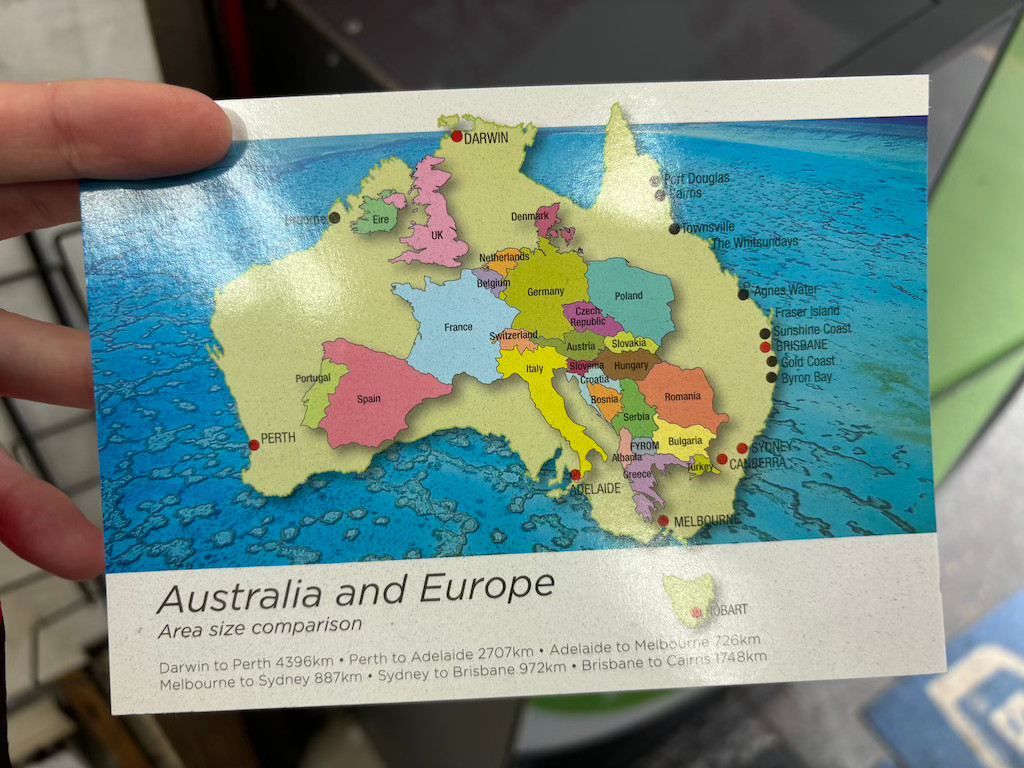 DARWIN
Port Douglas
Cairns
Broome
Eire
UK
Denmark
Townsville
The Whitsundays
Netherlands
Belgium
Germany
Poland
Agnes Water
Fraser Island
France
Czech
Republic
Sunshine Coast
Switzerland
Austria
Slovakia
BRISBANE
Italy
Slovenia
Hungary
Gold Coast
Portugal
Croatia
Byron Bay
Spain
Bosnia
Romania
Serbia
PERTH
FYROM
Bulgaria
SYDNEY
Albania
CANBERRA
Greece
Turkey
ADELAIDE
MELBOURNE
Australia and Europe
Area size comparison
HOBART
Darwin to Perth 4396km • Perth to Adelaide 2707km • Adelaide to Melbourne 726km
Melbourne to Sydney 887km • Sydney to Brisbane 972km • Brisbane to Cairns 1748km